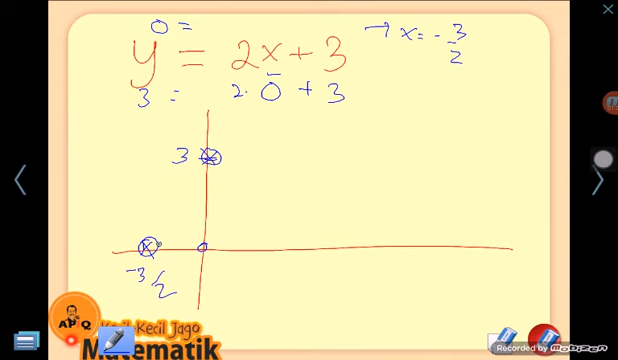 0 =
→ x = - 3/2
y = 2x + 3
3 = 2. 0 + 3
3
0
-3/2
APIQ
Kecil Jago
Matematik
Recorded by mobizen